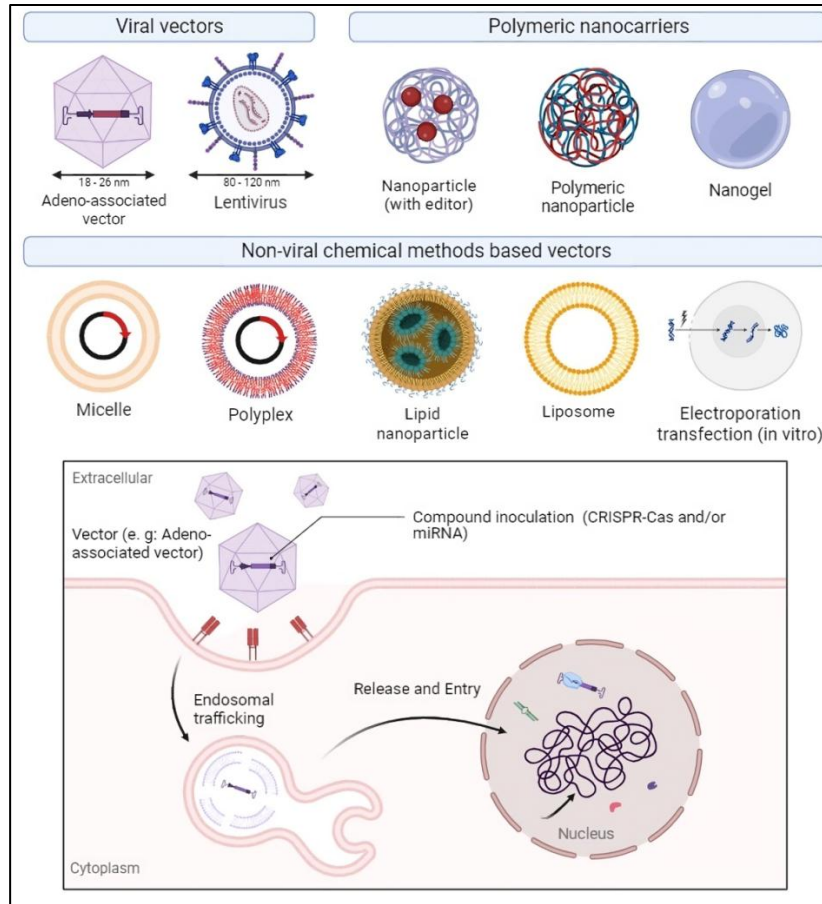 Viral vectors
Polymeric nanocarriers
18 - 26 nm
Adeno-associated
vector
80 - 120 nm
Lentivirus
Nanoparticle
(with editor)
Polymeric
nanoparticle
Nanogel
Non-viral chemical methods based vectors
Micelle
Polyplex
Lipid
nanoparticle
Liposome
Electroporation
transfection (in vitro)
Extracellular
Vector (e. g: Adeno-
associated vector)
Compound inoculation (CRISPR-Cas and/or
miRNA)
Endosomal
trafficking
Release and Entry
Nucleus
Cytoplasm